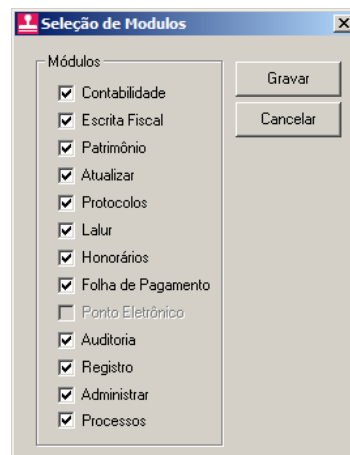 Seleção de Modulos
Módulos
Contabilidade
Escrita Fiscal
Patrimônio
Atualizar
Protocolos
Lalur
Honorários
Folha de Pagamento
Ponto Eletrônico
Auditoria
Registro
Administrar
Processos
Gravar
Cancelar